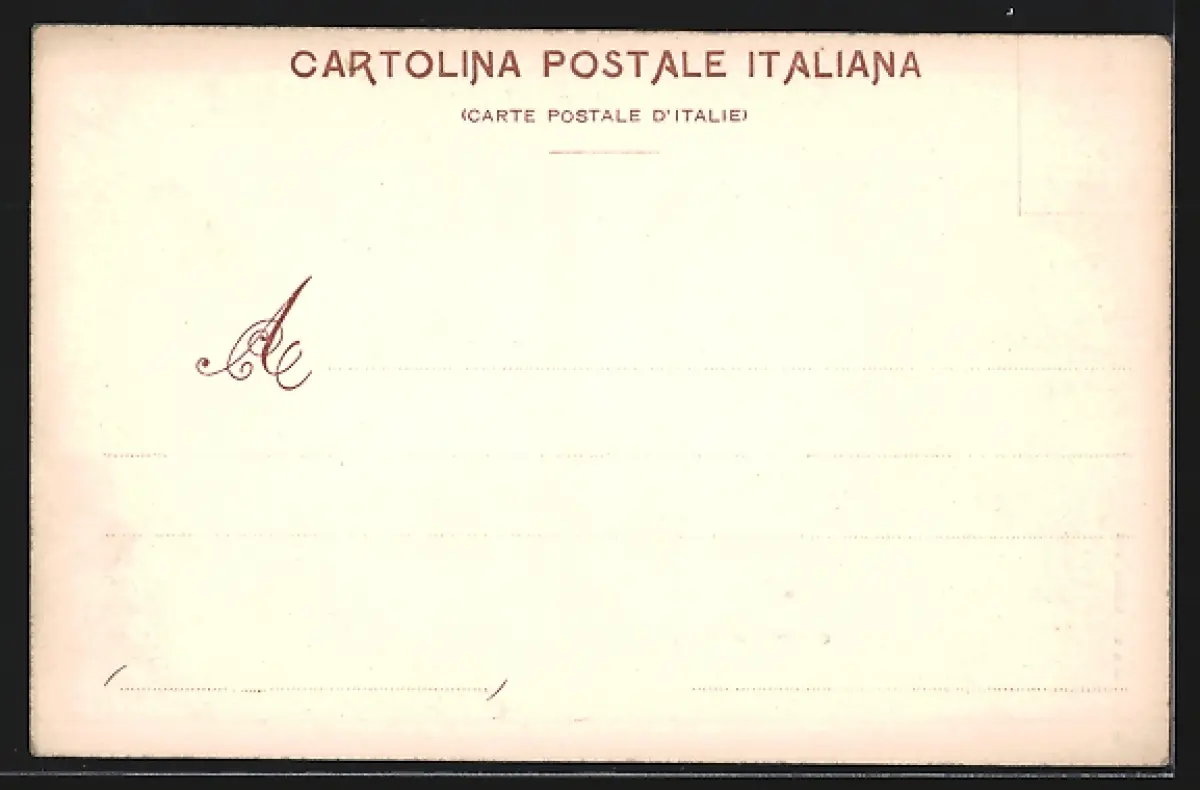 CARTOLINA POSTALE ITALIANA
(CARTE POSTALE D'ITALIE)
A